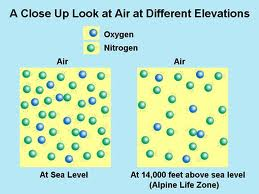 A Close Up Look at Air at Different Elevations
Oxygen
Nitrogen
Air
Air
At Sea Level
At 14,000 feet above sea level
(Alpine Life Zone)